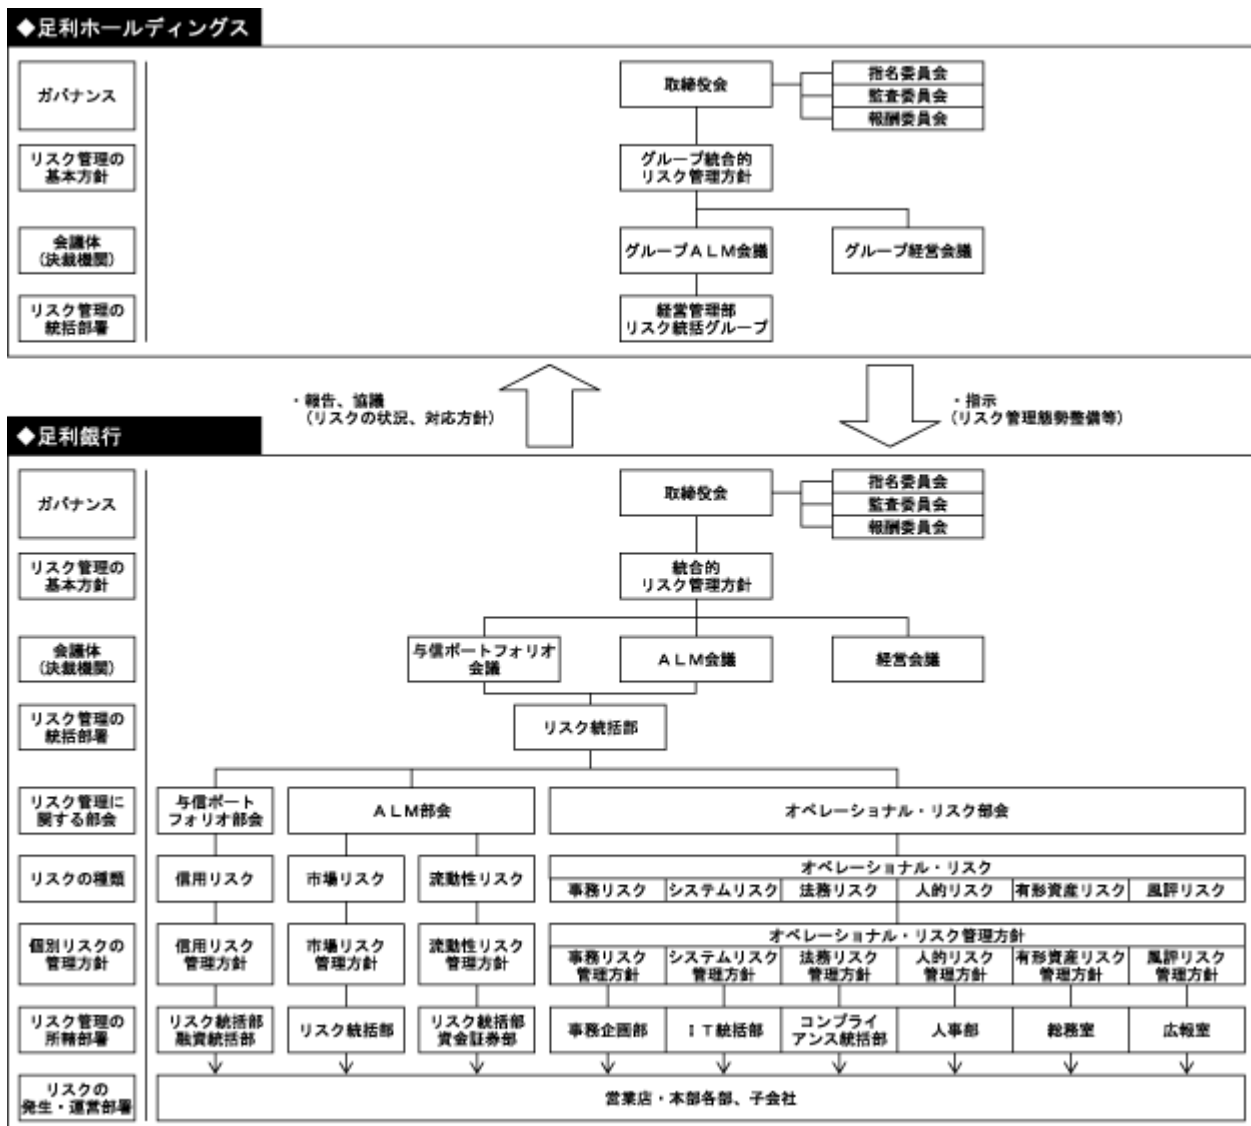 ◆足利ホールディングス
ガバナンス
取締役会
指名委員会
監査委員会
報酬委員会
リスク管理の
基本方針
グループ統合的
リスク管理方針
会議体
(決裁機関)
グループALM会議
グループ経営会議
リスク管理の
統括部署
経営管理部
リスク統括グループ
・報告、協議
(リスクの状況、対応方針)
・指示
(リスク管理態勢整備等)
◆足利銀行
ガバナンス
取締役会
指名委員会
監査委員会
報酬委員会
リスク管理の
基本方針
統合的
リスク管理方針
会議体
(決裁機関)
与信ポートフォリオ
会議
ALM会議
経営会議
リスク管理の
統括部署
リスク統括部
リスク管理に
関する部会
与信ポート
フォリオ部会
ALM部会
オペレーショナル・リスク部会
リスクの種類
信用リスク
市場リスク
流動性リスク
オペレーショナル・リスク
事務リスク
システムリスク
法務リスク
人的リスク
有形資産リスク
風評リスク
個別リスクの
管理方針
信用リスク
管理方針
市場リスク
管理方針
流動性リスク
管理方針
オペレーショナル・リスク管理方針
事務リスク
管理方針
システムリスク
管理方針
法務リスク
管理方針
人的リスク
管理方針
有形資産リスク
管理方針
風評リスク
管理方針
リスク管理の
所轄部署
リスク統括部
融資統括部
リスク統括部
リスク統括部
資金証券部
事務企画部
IT統括部
コンプライ
アンス統括部
人事部
総務室
広報室
リスクの
発生・運営部署
営業店・本部各部、子会社